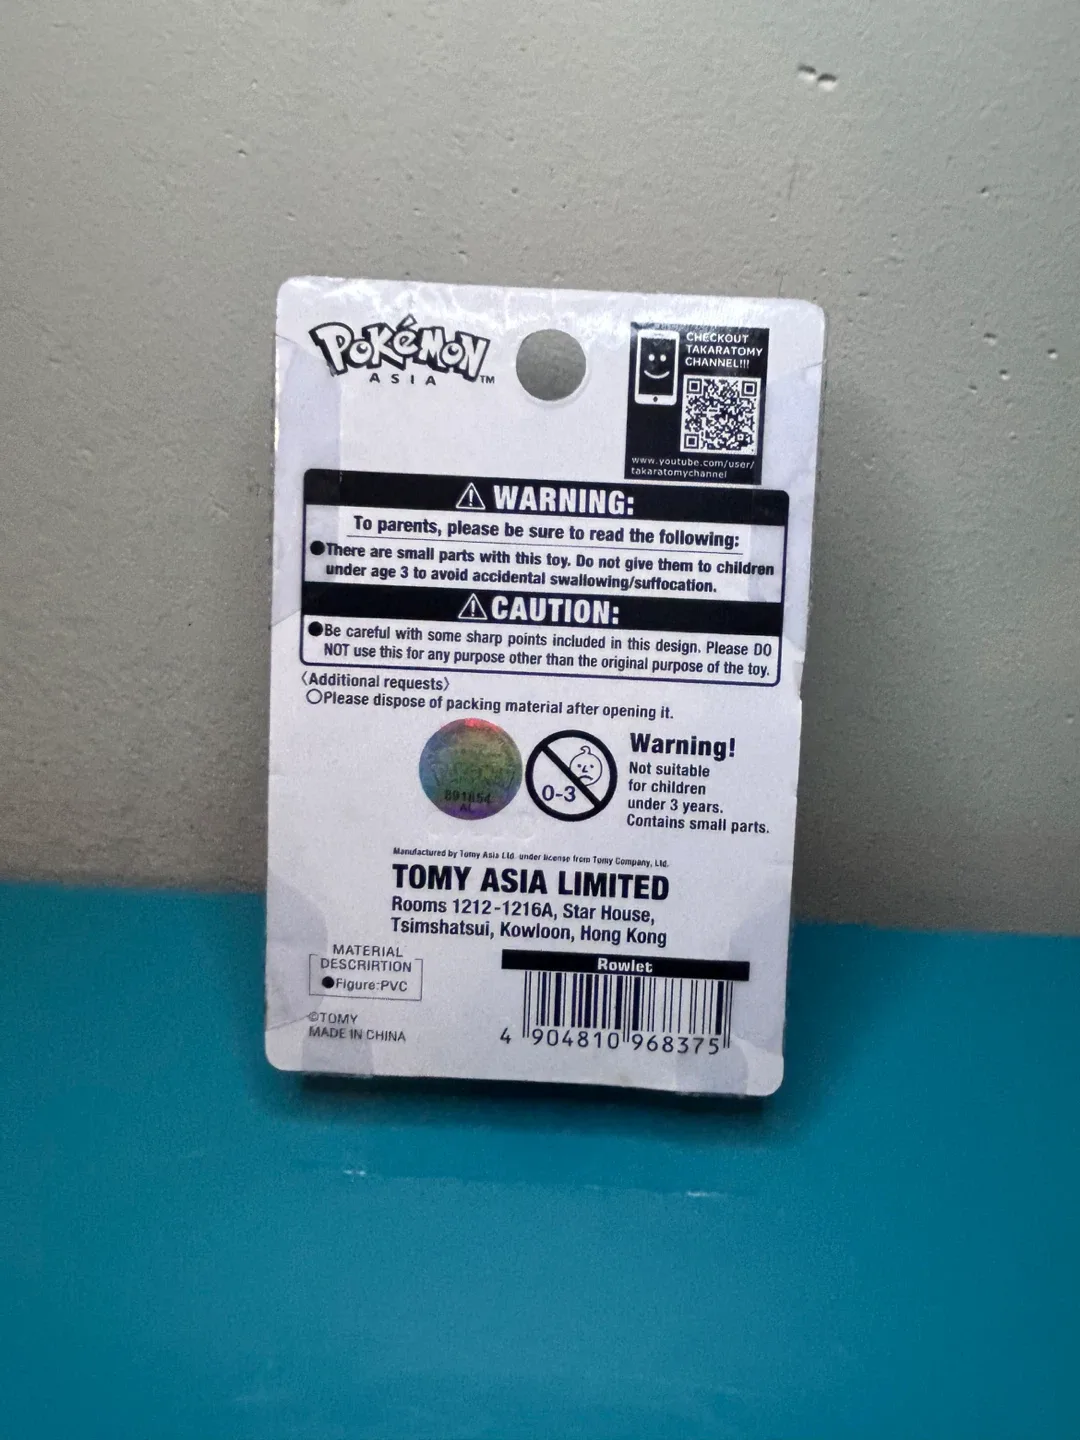 POKéMON
ASIA ™
CHECKOUT
TAKARATOMY
CHANNEL!!!
www.youtube.com/user/
takaratomychannel
⚠ WARNING:
To parents, please be sure to read the following:
●There are small parts with this toy. Do not give them to children
under age 3 to avoid accidental swallowing/suffocation.
⚠ CAUTION:
●Be careful with some sharp points included in this design. Please DO
NOT use this for any purpose other than the original purpose of the toy.
〈Additional requests〉
○Please dispose of packing material after opening it.
0-3
Warning!
Not suitable
for children
under 3 years.
Contains small parts.
Manufactured by Tomy Asia Ltd. under license from Tomy Company, Ltd.
TOMY ASIA LIMITED
Rooms 1212-1216A, Star House,
Tsimshatsui, Kowloon, Hong Kong
MATERIAL
DESCRIRTION
●Figure:PVC
©TOMY
MADE IN CHINA
Rowlet
4 904810 968375